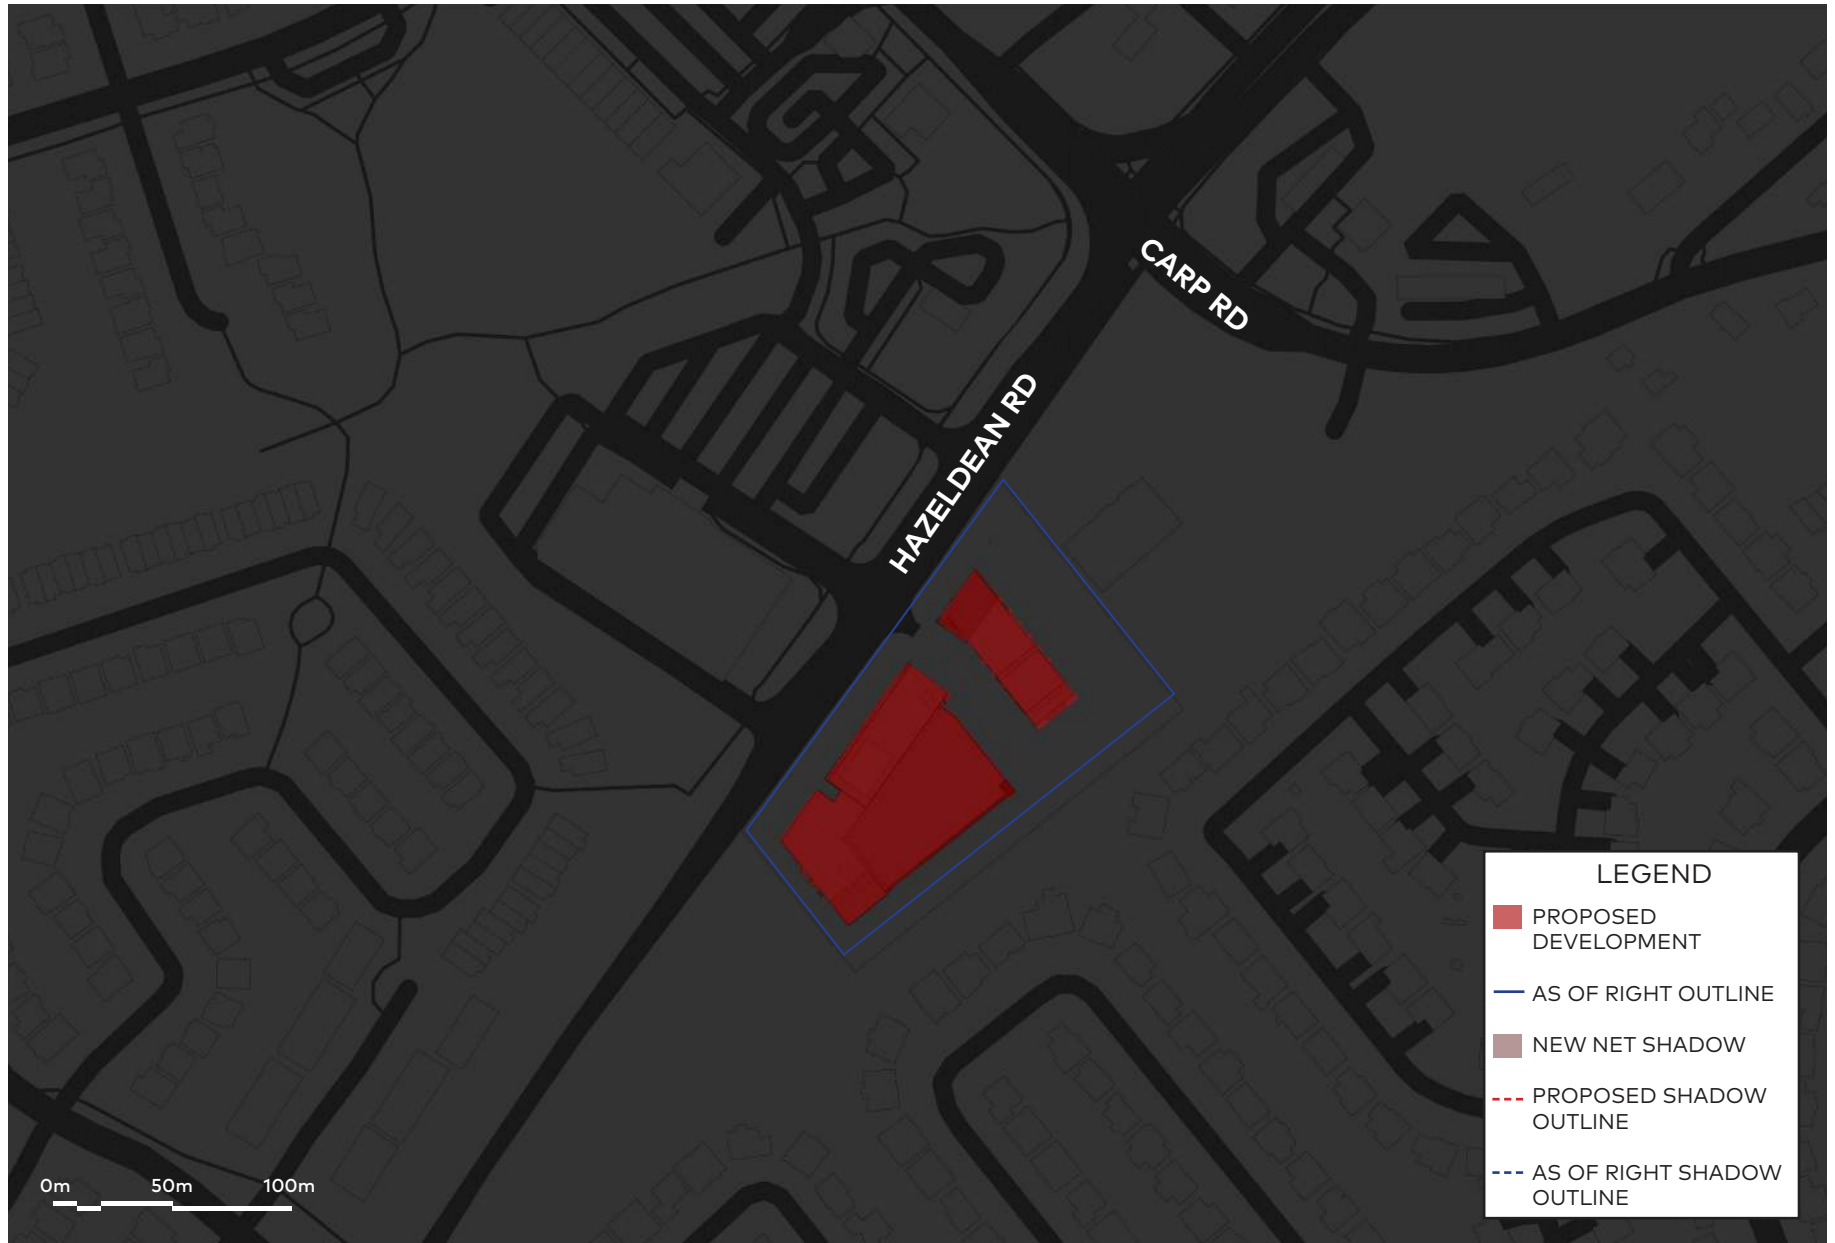 CARP RD
HAZELDEAN RD
LEGEND
PROPOSED
DEVELOPMENT
AS OF RIGHT OUTLINE
NEW NET SHADOW
PROPOSED SHADOW
OUTLINE
AS OF RIGHT SHADOW
OUTLINE
0m 50m 100m